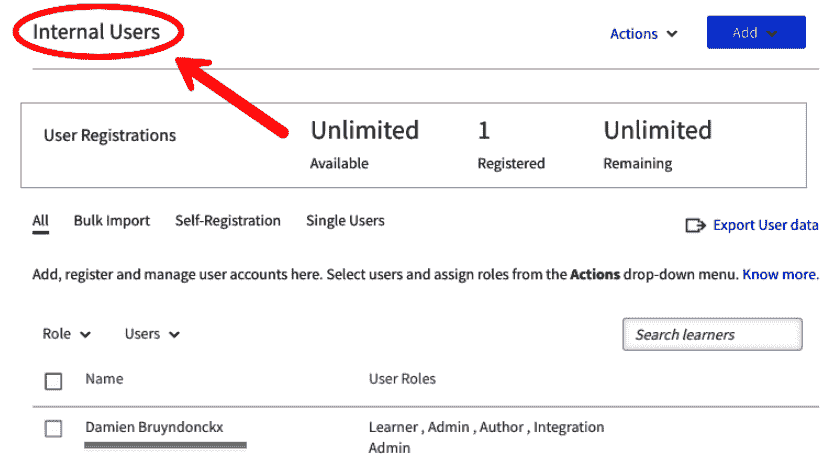 Internal Users
Actions
Add
User Registrations
Unlimited
Available
1
Registered
Unlimited
Remaining
All Bulk Import Self-Registration Single Users
Export User data
Add, register and manage user accounts here. Select users and assign roles from the Actions drop-down menu. Know more.
Role Users
Search learners
Name User Roles
Damien Bruyndonckx
Learner , Admin , Author , Integration
Admin